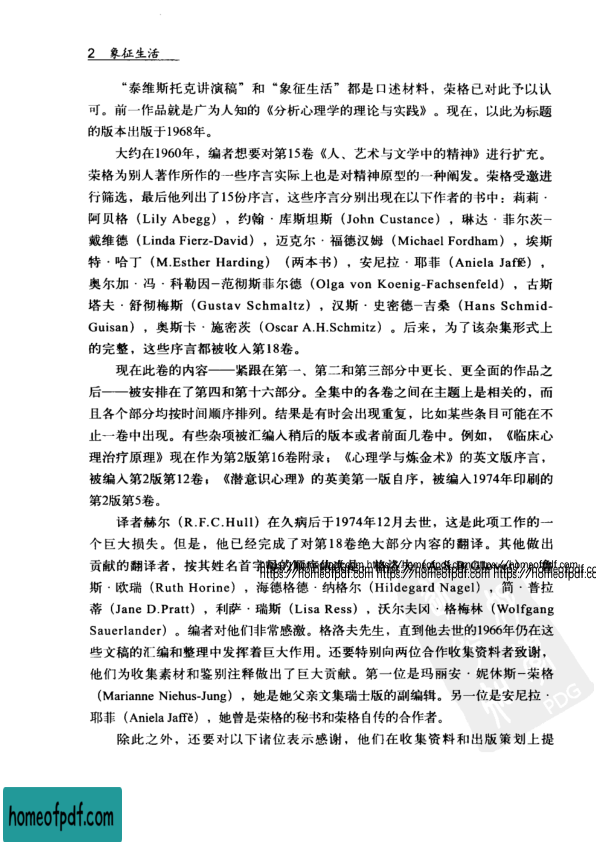 2 象征生活
“泰维斯托克讲演稿”和“象征生活”都是口述材料，荣格已对此予以认
可。前一作品就是广为人知的《分析心理学的理论与实践》。现在，以此为标题
的版本出版于1968年。
大约在1960年，编者想要对第15卷《人、艺术与文学中的精神》进行扩充。
荣格为别人著作所作的一些序言实际上也是对精神原型的一种阐发。荣格受邀进
行筛选，最后他列出了15份序言，这些序言分别出现在以下作者的书中：莉莉·
阿贝格（Lily Abegg），约翰·库斯坦斯（John Custance），琳达·菲尔茨–
戴维德（Linda Fierz-David），迈克尔·福德汉姆（Michael Fordham），埃斯
特·哈丁（M.Esther Harding）（两本书），安尼拉·耶菲（Aniela Jaffé），
奥尔加·冯·科勒因–范彻斯菲尔德（Olga von Koenig-Fachsenfeld），古斯
塔夫·舒彻梅斯（Gustav Schmaltz），汉斯·史密德–吉桑（Hans Schmid-
Guisan），奥斯卡·施密茨（Oscar A.H.Schmitz）。后来，为了该杂集形式上
的完整，这些序言都被收入第18卷。
现在此卷的内容——紧跟在第一、第二和第三部分中更长、更全面的作品之
后——被安排在了第四和第十六部分。全集中的各卷之间在主题上是相关的，而
且各个部分均按时间顺序排列。结果是有时会出现重复，比如某些条目可能在不
止一卷中出现。有些杂项被汇编入稍后的版本或者前面几卷中。例如，《临床心
理治疗原理》现在作为第2版第16卷附录；《心理学与炼金术》的英文版序言，
被编入第2版第12卷；《潜意识心理》的英美第一版自序，被编入1974年印刷的
第2版第5卷。
译者赫尔（R.F.C.Hull）在久病后于1974年12月去世，这是此项工作的一
个巨大损失。但是，他已经完成了对第18卷绝大部分内容的翻译。其他做出
贡献的翻译者，按其姓名首字母的顺序
https://homeofpdf.com https://homeofpdf.com https://homeofpdf.com
斯·欧瑞（Ruth Horine），海德格德·纳格尔（Hildegard Nagel），简·普拉
蒂（Jane D.Pratt），利萨·瑞斯（Lisa Ress），沃尔夫冈·格梅林（Wolfgang
Sauerlander）。编者对他们非常感激。格洛夫先生，直到他去世的1966年仍在这
些文稿的汇编和整理中发挥着巨大作用。还要特别向两位合作收集资料者致谢，
他们为收集素材和鉴别注释做出了巨大贡献。第一位是玛丽安·妮休斯–荣格
（Marianne Niehus-Jung），她是她父亲文集瑞士版的副编辑。另一位是安尼拉·
耶菲（Aniela Jaffé），她曾是荣格的秘书和荣格自传的合作者。
除此之外，还要对以下诸位表示感谢，他们在收集资料和出版策划上提
PDG
homeofpdf.com